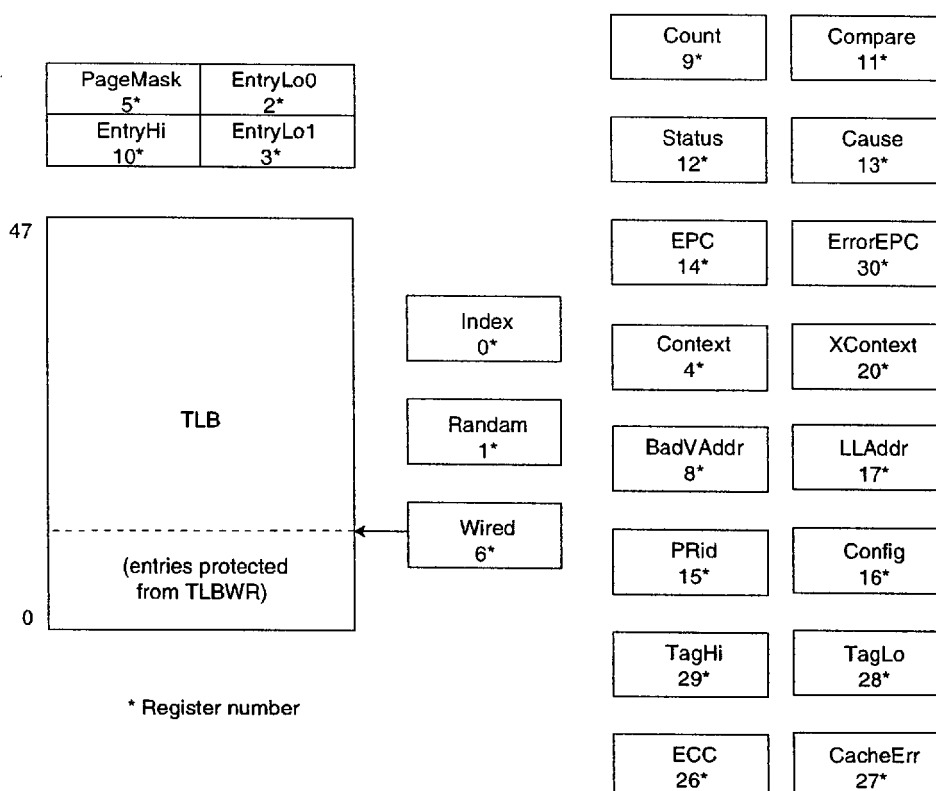 PageMask
5*
EntryLo0
2*
EntryHi
10*
EntryLo1
3*
47
TLB
(entries protected
from TLBWR)
0
* Register number
Index
0*
Randam
1*
Wired
6*
Count
9*
Compare
11*
Status
12*
Cause
13*
EPC
14*
ErrorEPC
30*
Context
4*
XContext
20*
BadVAddr
8*
LLAddr
17*
PRid
15*
Config
16*
TagHi
29*
TagLo
28*
ECC
26*
CacheErr
27*